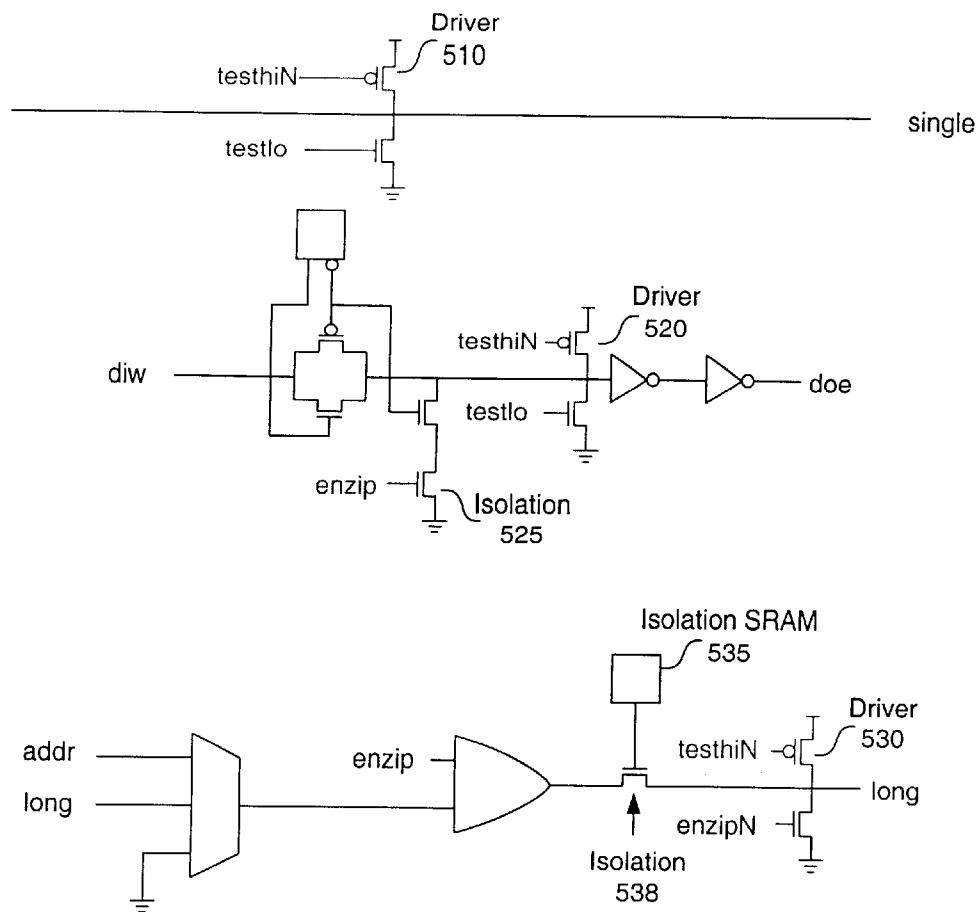 Driver
510
testhiN
single
testlo
Driver
520
testhiN
diw
doe
testlo
enzip
Isolation
525
Isolation SRAM
535
Driver
530
addr
enzip
testhiN
long
long
enzipN
Isolation
538